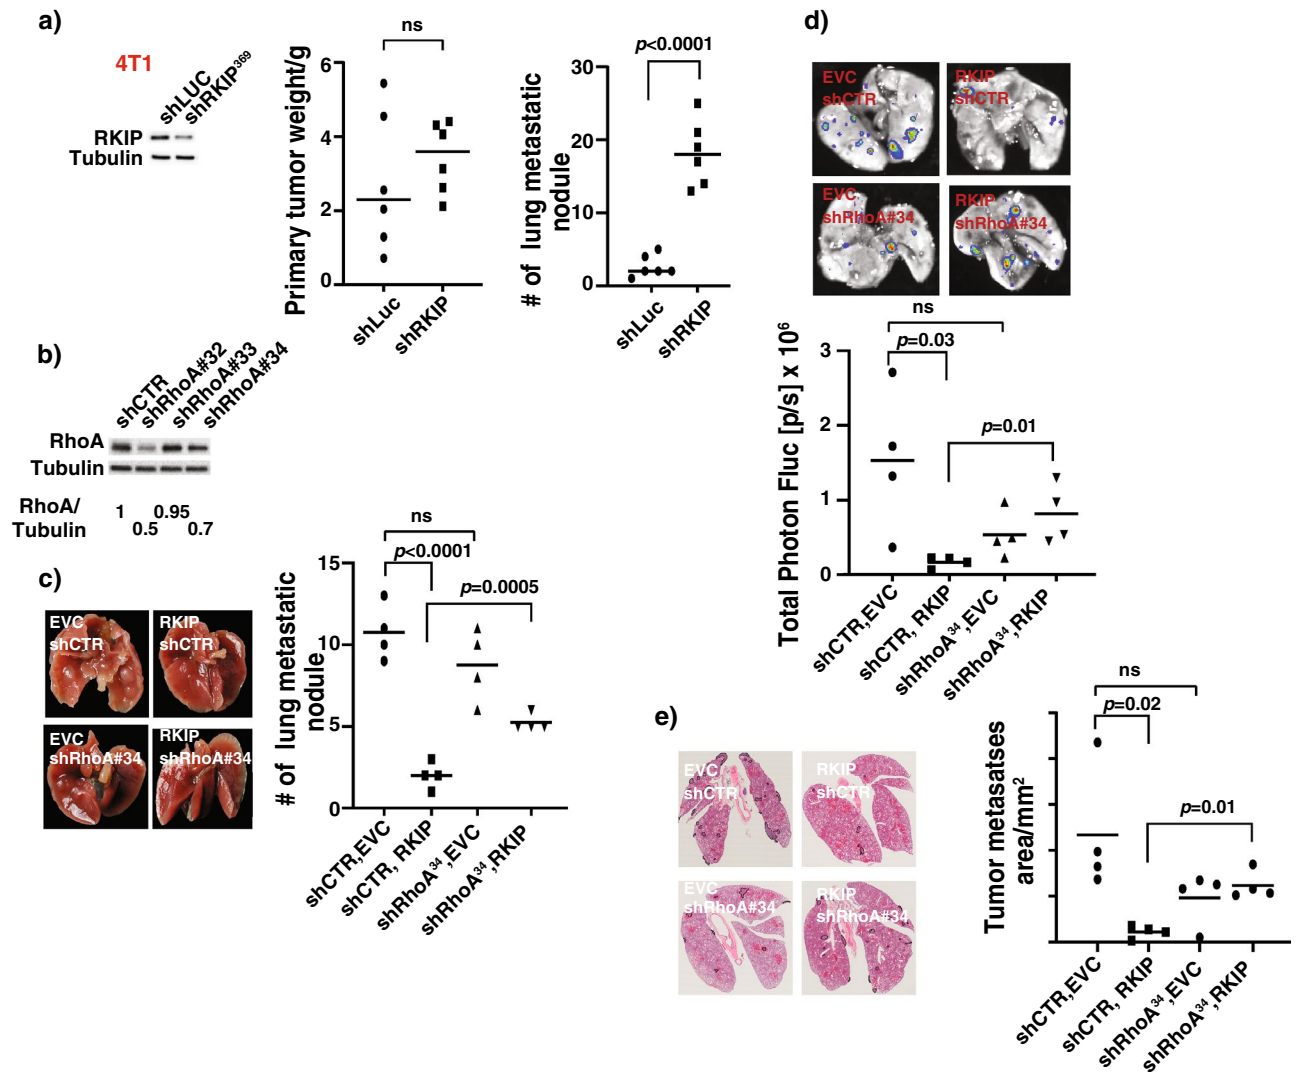 a)
4T1
shLUC
shRKIP369
RKIP
Tubulin
ns
Primary tumor weight/g
6
4
2
0
shLuc
shRKIP
p<0.0001
# of lung metastatic
nodule
30
20
10
0
shLuc
shRKIP
b)
shCTR
shRhoA#32
shRhoA#33
shRhoA#34
RhoA
Tubulin
RhoA/
Tubulin
1
0.5
0.95
0.7
c)
EVC
shCTR
RKIP
shCTR
EVC
shRhoA#34
RKIP
shRhoA#34
ns
p<0.0001
p=0.0005
# of lung metastatic
nodule
15
10
5
0
shCTR,EVC
shCTR, RKIP
shRhoA34,EVC
shRhoA34,RKIP
d)
EVC
shCTR
RKIP
shCTR
EVC
shRhoA#34
RKIP
shRhoA#34
ns
p=0.03
p=0.01
Total Photon Fluc [p/s] x 10⁶
3
2
1
0
shCTR,EVC
shCTR, RKIP
shRhoA34,EVC
shRhoA34,RKIP
e)
EVC
shCTR
RKIP
shCTR
EVC
shRhoA#34
RKIP
shRhoA#34
ns
p=0.02
p=0.01
Tumor metasatses
area/mm²
shCTR,EVC
shCTR, RKIP
shRhoA34,EVC
shRhoA34,RKIP